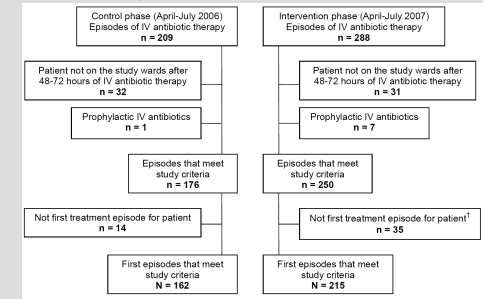 Control phase (April-July 2006)
Episodes of IV antibiotic therapy
n = 209
Intervention phase (April-July 2007)
Episodes of IV antibiotic therapy
n = 288
Patient not on the study wards after
48-72 hours of IV antibiotic therapy
n = 32
Patient not on the study wards after
48-72 hours of IV antibiotic therapy
n = 31
Prophylactic IV antibiotics
n = 1
Prophylactic IV antibiotics
n = 7
Episodes that meet
study criteria
n = 176
Episodes that meet
study criteria
n = 250
Not first treatment episode for patient
n = 14
Not first treatment episode for patient†
n = 35
First episodes that meet
study criteria
N = 162
First episodes that meet
study criteria
N = 215